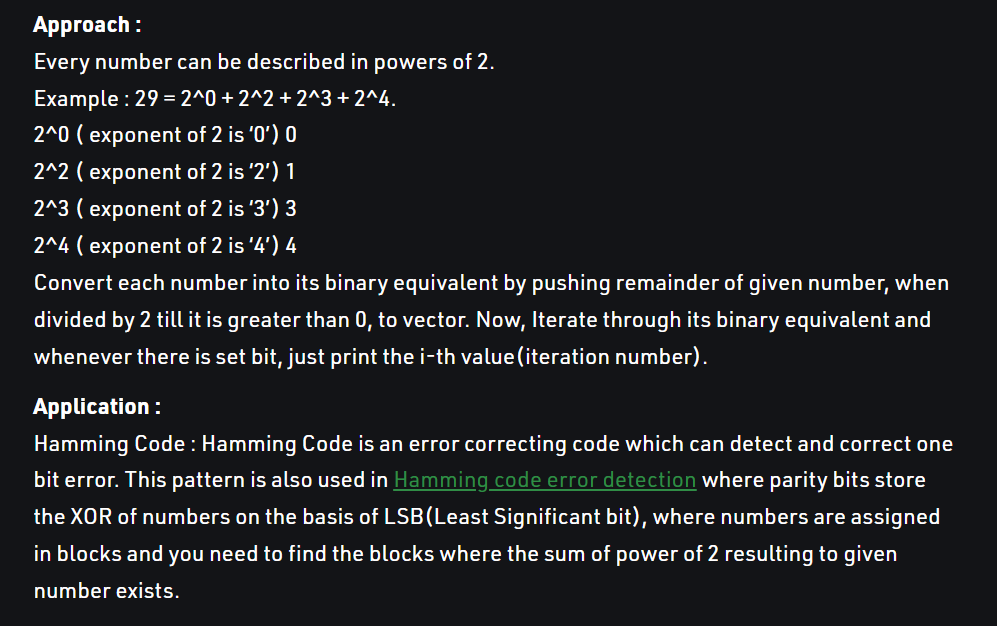 Approach :
Every number can be described in powers of 2.
Example : 29 = 2^0 + 2^2 + 2^3 + 2^4.
2^0 ( exponent of 2 is ‘0’) 0
2^2 ( exponent of 2 is ‘2’) 1
2^3 ( exponent of 2 is ‘3’) 3
2^4 ( exponent of 2 is ‘4’) 4
Convert each number into its binary equivalent by pushing remainder of given number, when
divided by 2 till it is greater than 0, to vector. Now, Iterate through its binary equivalent and
whenever there is set bit, just print the i-th value(iteration number).
Application :
Hamming Code : Hamming Code is an error correcting code which can detect and correct one
bit error. This pattern is also used in Hamming code error detection where parity bits store
the XOR of numbers on the basis of LSB(Least Significant bit), where numbers are assigned
in blocks and you need to find the blocks where the sum of power of 2 resulting to given
number exists.